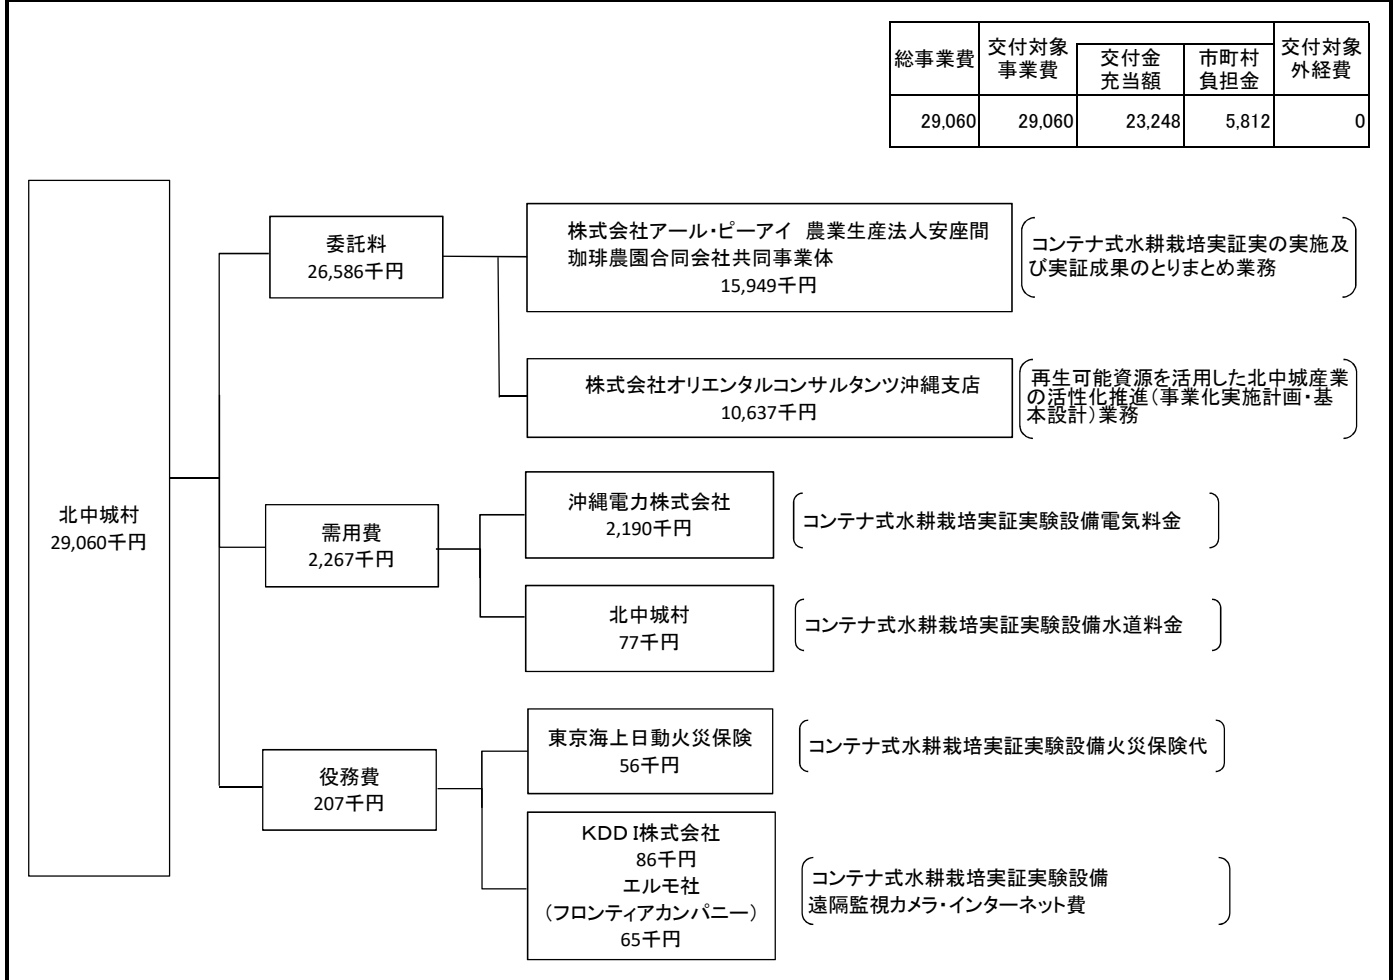 総事業費
交付対象
事業費
交付金
充当額
市町村
負担金
交付対象
外経費
29,060 29,060 23,248 5,812 0
北中城村
29,060千円
委託料
26,586千円
株式会社アール・ピーアイ 農業生産法人安座間
珈琲農園合同会社共同事業体
15,949千円
コンテナ式水耕栽培実証実の実施及
び実証成果のとりまとめ業務
株式会社オリエンタルコンサルタンツ沖縄支店
10,637千円
再生可能資源を活用した北中城産業
の活性化推進(事業化実施計画・基
本設計)業務
需用費
2,267千円
沖縄電力株式会社
2,190千円
コンテナ式水耕栽培実証実験設備電気料金
北中城村
77千円
コンテナ式水耕栽培実証実験設備水道料金
役務費
207千円
東京海上日動火災保険
56千円
コンテナ式水耕栽培実証実験設備火災保険代
KDDI株式会社
86千円
エルモ社
(フロンティアカンパニー)
65千円
コンテナ式水耕栽培実証実験設備
遠隔監視カメラ・インターネット費